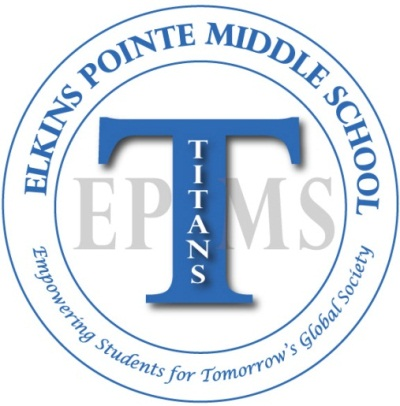 ELKINS POINTE MIDDLE SCHOOL
T
TITANS
EPMS
Empowering Students for Tomorrow's Global Society